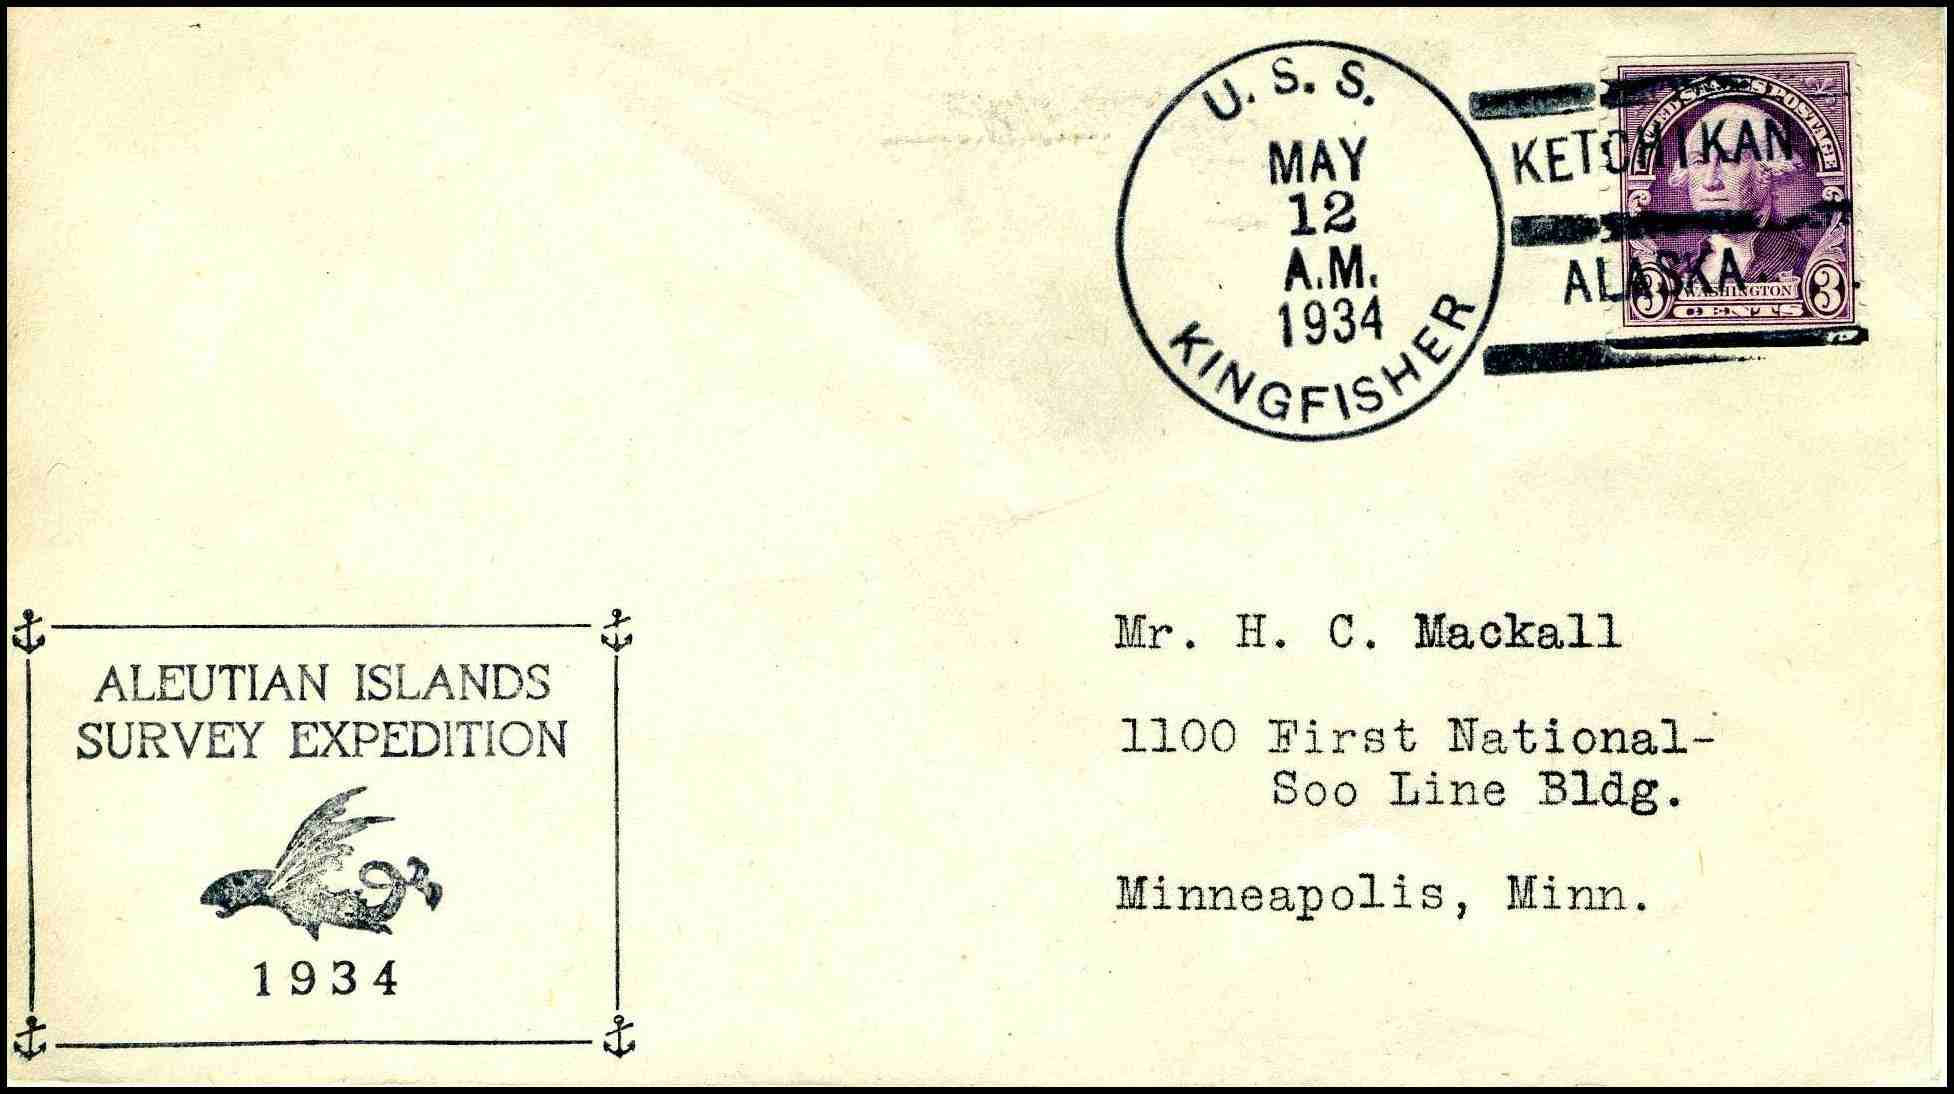 U.S.S.
MAY
12
A.M.
1934
KINGFISHER
KETCHIKAN
ALASKA.
UNITED STATES POSTAGE
3 WASHINGTON 3
CENTS
Mr. H. C. Mackall
1100 First National-
Soo Line Bldg.
Minneapolis, Minn.
ALEUTIAN ISLANDS
SURVEY EXPEDITION
1934